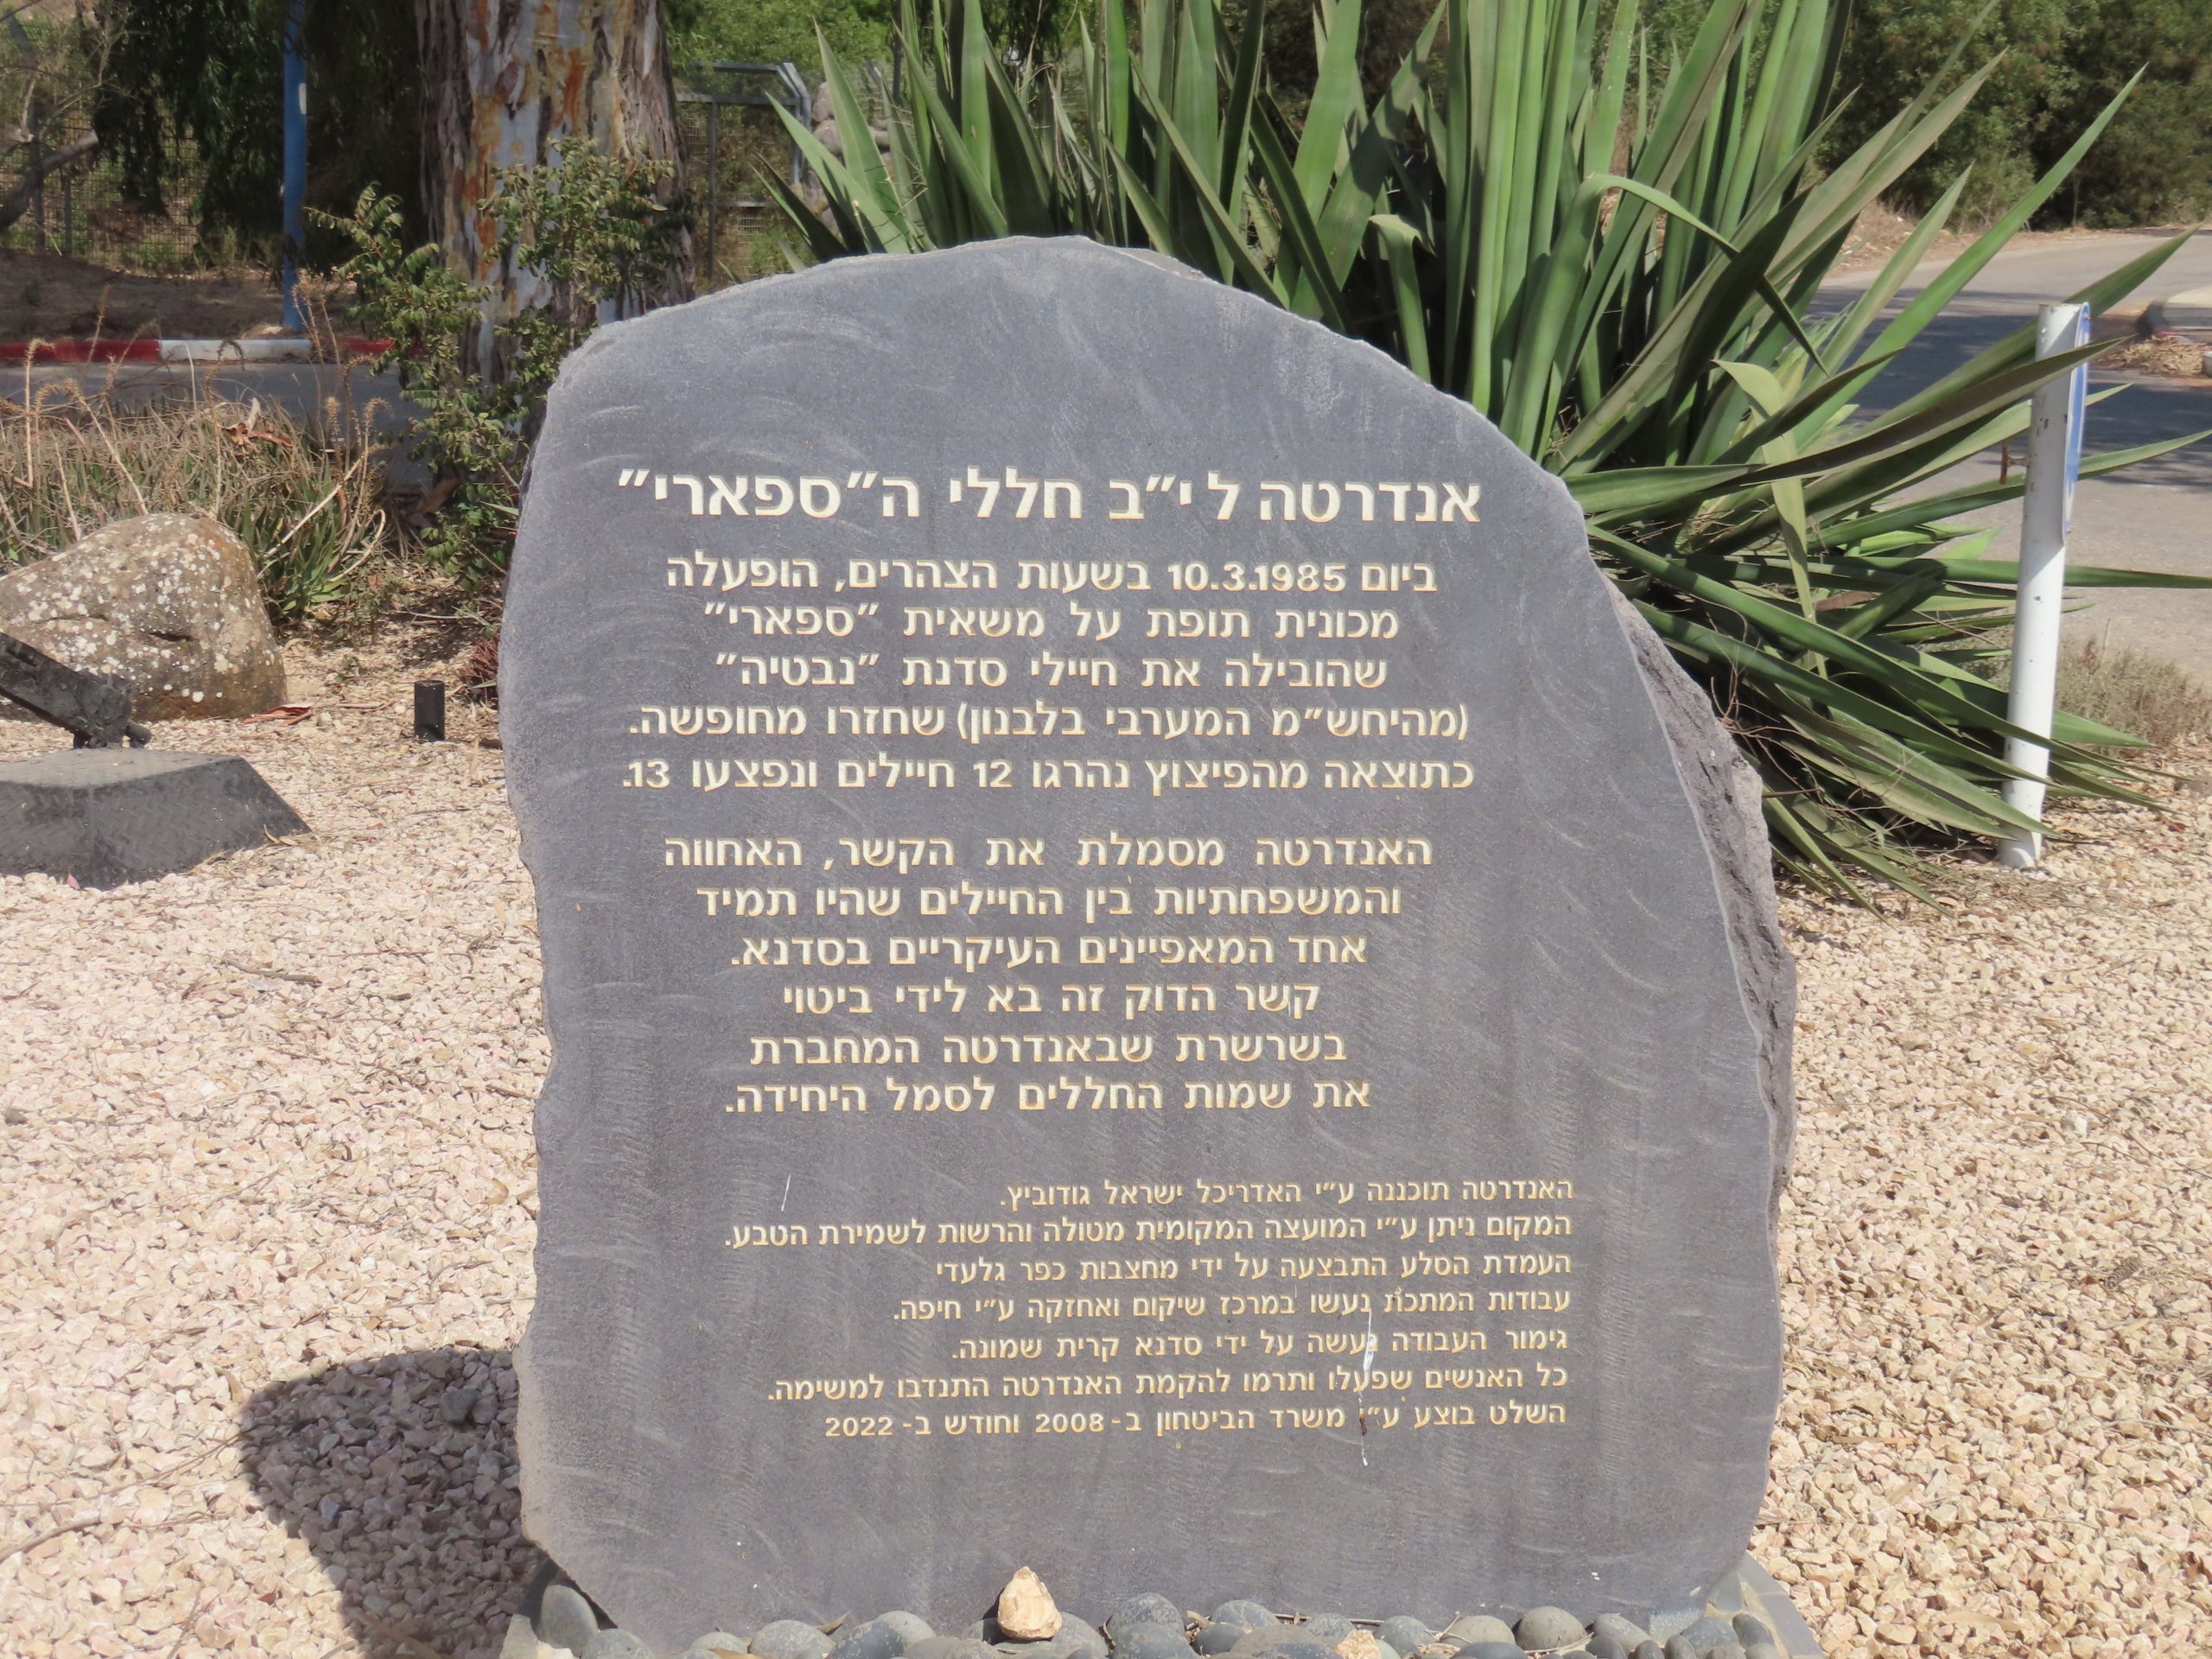 אנדרטה ל י"ב חללי ה"ספארי"
ביום 10.3.1985 בשעות הצהרים, הופעלה
מכונית תופת על משאית "ספארי"
שהובילה את חיילי סדנת "נבטיה"
(מהיחש"מ המערבי בלבנון) שחזרו מחופשה.
כתוצאה מהפיצוץ נהרגו 12 חיילים ונפצעו 13.
האנדרטה מסמלת את הקשר, האחווה
והמשפחתיות בין החיילים שהיו תמיד
אחד המאפיינים העיקריים בסדנא.
קשר הדוק זה בא לידי ביטוי
בשרשרת שבאנדרטה המחברת
את שמות החללים לסמל היחידה.
האנדרטה תוכננה ע"י האדריכל ישראל גודוביץ.
המקום ניתן ע"י המועצה המקומית מטולה והרשות לשמירת הטבע.
העמדת הסלע התבצעה על ידי מחצבות כפר גלעדי
עבודות המתכת נעשו במרכז שיקום ואחזקה ע"י חיפה.
גימור העבודה נעשה על ידי סדנא קרית שמונה.
כל האנשים שפעלו ותרמו להקמת האנדרטה התנדבו למשימה.
השלט בוצע ע"י משרד הביטחון ב- 2008 וחודש ב- 2022